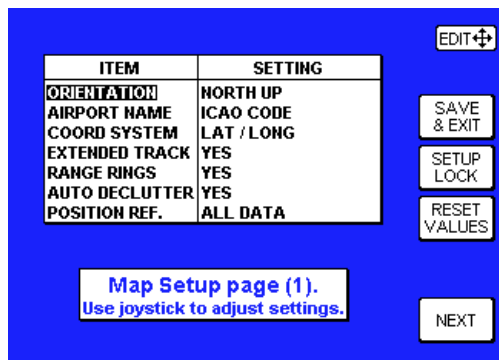 EDIT
ITEM SETTING
ORIENTATION NORTH UP
AIRPORT NAME ICAO CODE
COORD SYSTEM LAT / LONG
EXTENDED TRACK YES
RANGE RINGS YES
AUTO DECLUTTER YES
POSITION REF. ALL DATA
SAVE
& EXIT
SETUP
LOCK
RESET
VALUES
Map Setup page (1).
Use joystick to adjust settings.
NEXT